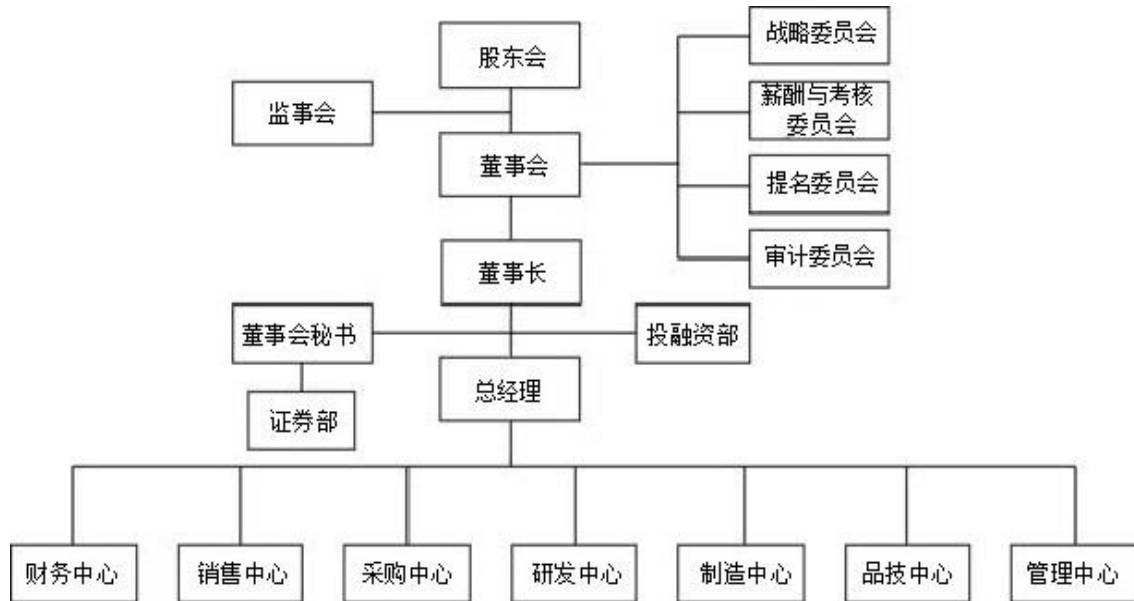 股东会
战略委员会
监事会
薪酬与考核
委员会
董事会
提名委员会
董事长
审计委员会
董事会秘书
投融资部
总经理
证券部
财务中心
销售中心
采购中心
研发中心
制造中心
品技中心
管理中心